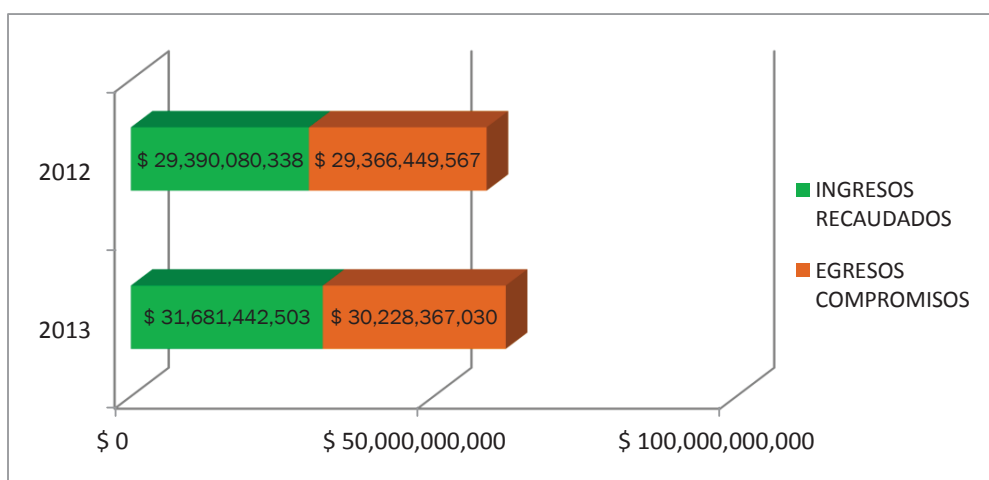 2012
$ 29,390,080,338
$ 29,366,449,567
2013
$ 31,681,442,503
$ 30,228,367,030
$ 0
$ 50,000,000,000
$ 100,000,000,000
INGRESOS
RECAUDADOS
EGRESOS
COMPROMISOS